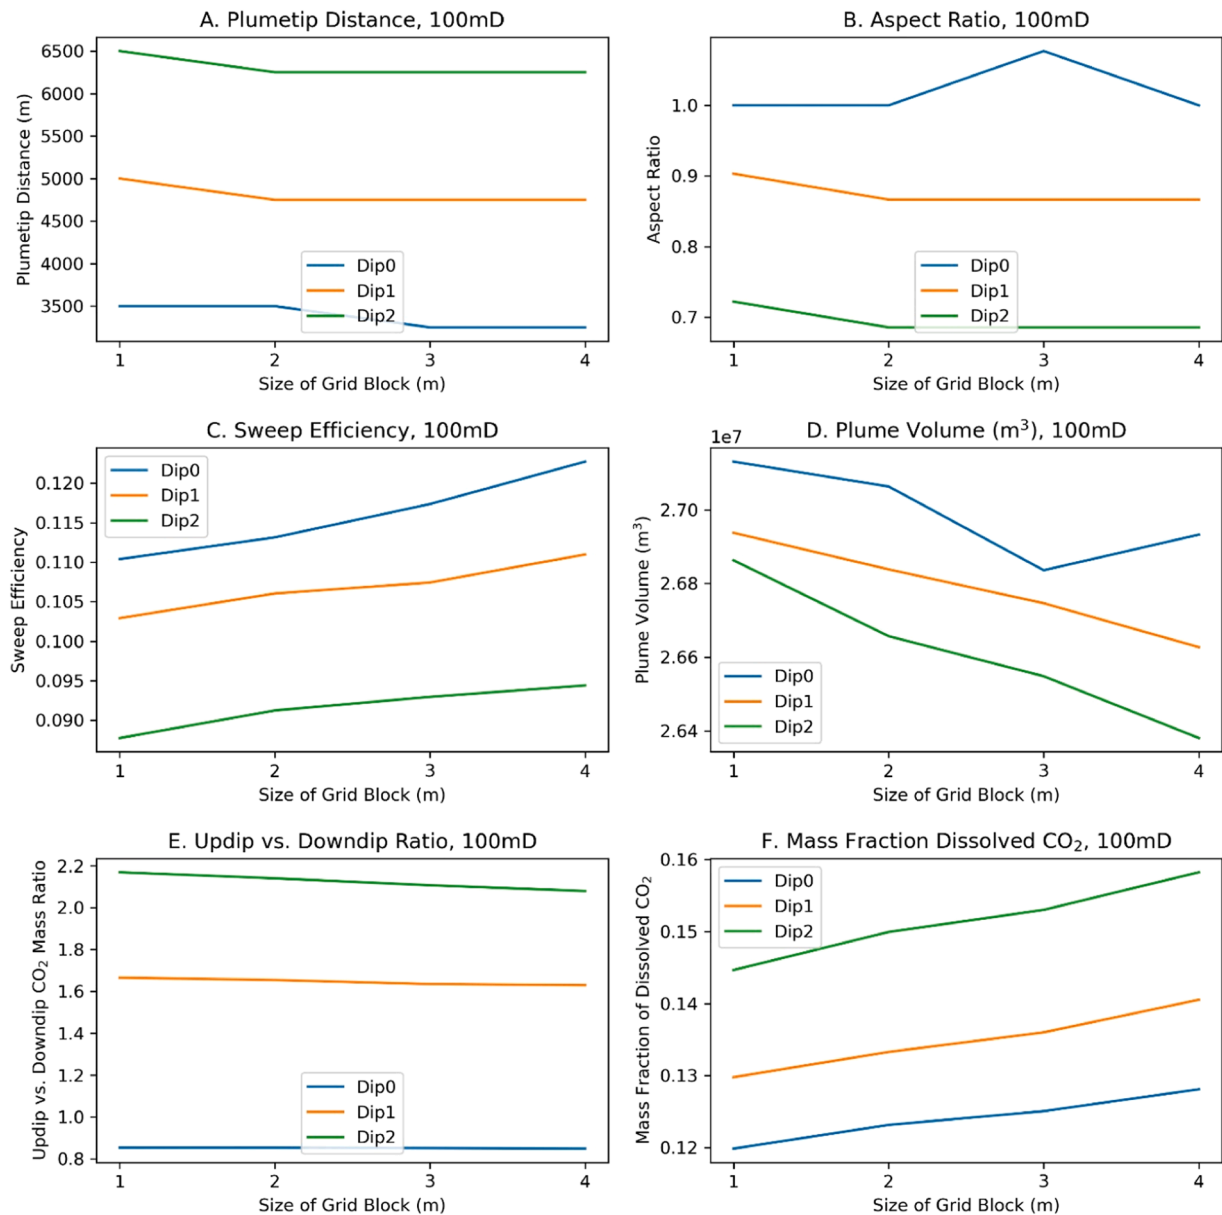 A. Plumetip Distance, 100mD
Plumetip Distance (m)
6500
6000
5500
5000
4500
4000
3500
Dip0
Dip1
Dip2
1 2 3 4
Size of Grid Block (m)
B. Aspect Ratio, 100mD
Aspect Ratio
1.0
0.9
0.8
0.7
Dip0
Dip1
Dip2
1 2 3 4
Size of Grid Block (m)
C. Sweep Efficiency, 100mD
Sweep Efficiency
0.120
0.115
0.110
0.105
0.100
0.095
0.090
Dip0
Dip1
Dip2
1 2 3 4
Size of Grid Block (m)
D. Plume Volume (m³), 100mD
1e7
Plume Volume (m³)
2.70
2.68
2.66
2.64
Dip0
Dip1
Dip2
1 2 3 4
Size of Grid Block (m)
E. Updip vs. Downdip Ratio, 100mD
Updip vs. Downdip CO₂ Mass Ratio
2.2
2.0
1.8
1.6
1.4
1.2
1.0
0.8
Dip0
Dip1
Dip2
1 2 3 4
Size of Grid Block (m)
F. Mass Fraction Dissolved CO₂, 100mD
Mass Fraction of Dissolved CO₂
0.16
0.15
0.14
0.13
0.12
Dip0
Dip1
Dip2
1 2 3 4
Size of Grid Block (m)